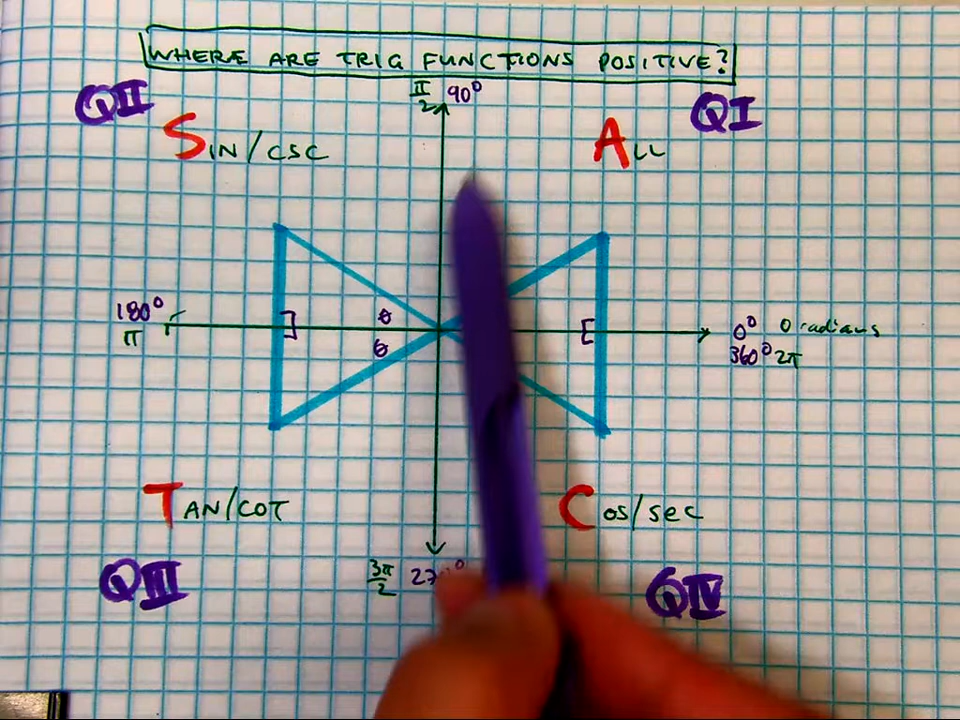 WHERE ARE TRIG FUNCTIONS POSITIVE?
QII
π/2 90°
QI
SIN/CSC
ALL
180°
π
θ
θ
0° 0 radians
360° 2π
TAN/COT
COS/SEC
QIII
3π/2
QIV